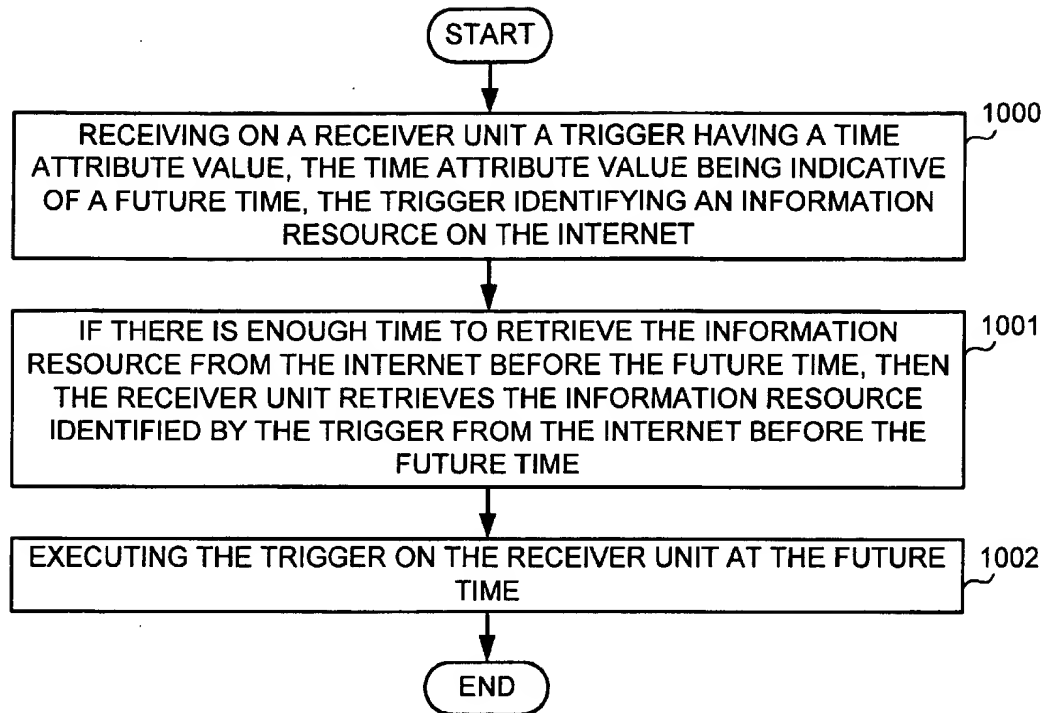 START
1000
RECEIVING ON A RECEIVER UNIT A TRIGGER HAVING A TIME
ATTRIBUTE VALUE, THE TIME ATTRIBUTE VALUE BEING INDICATIVE
OF A FUTURE TIME, THE TRIGGER IDENTIFYING AN INFORMATION
RESOURCE ON THE INTERNET
1001
IF THERE IS ENOUGH TIME TO RETRIEVE THE INFORMATION
RESOURCE FROM THE INTERNET BEFORE THE FUTURE TIME, THEN
THE RECEIVER UNIT RETRIEVES THE INFORMATION RESOURCE
IDENTIFIED BY THE TRIGGER FROM THE INTERNET BEFORE THE
FUTURE TIME
1002
EXECUTING THE TRIGGER ON THE RECEIVER UNIT AT THE FUTURE
TIME
END